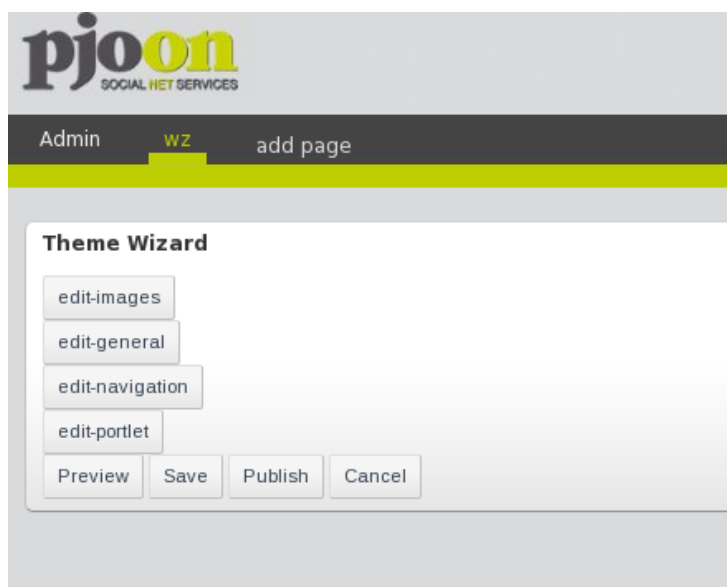 pjoon
SOCIAL NET SERVICES
Admin wz add page
Theme Wizard
edit-images
edit-general
edit-navigation
edit-portlet
Preview Save Publish Cancel